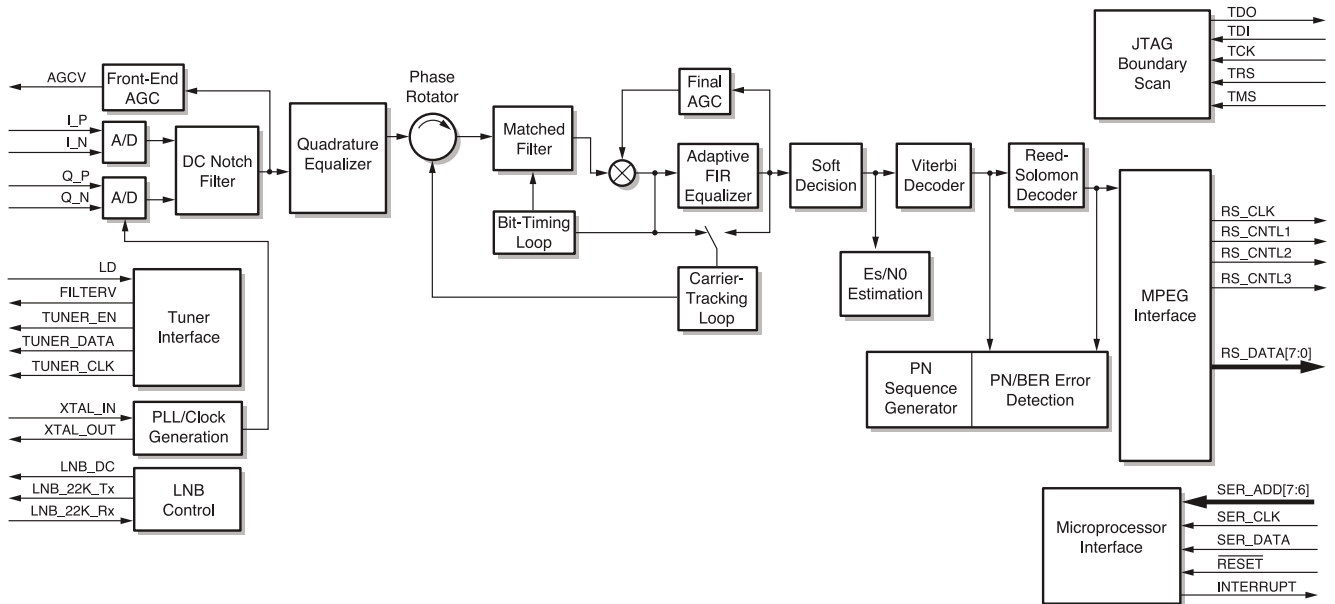 TDO
TDI
TCK
TRS
TMS
JTAG
Boundary
Scan
AGCV
Front-End
AGC
I_P
I_N
A/D
Q_P
Q_N
A/D
DC Notch
Filter
Quadrature
Equalizer
Phase
Rotator
Matched
Filter
Bit-Timing
Loop
Final
AGC
Adaptive
FIR
Equalizer
Carrier-
Tracking
Loop
Soft
Decision
Es/N0
Estimation
Viterbi
Decoder
Reed-
Solomon
Decoder
PN
Sequence
Generator
PN/BER Error
Detection
MPEG
Interface
RS_CLK
RS_CNTL1
RS_CNTL2
RS_CNTL3
RS_DATA[7:0]
LD
FILTERV
TUNER_EN
TUNER_DATA
TUNER_CLK
Tuner
Interface
XTAL_IN
XTAL_OUT
PLL/Clock
Generation
LNB_DC
LNB_22K_Tx
LNB_22K_Rx
LNB
Control
Microprocessor
Interface
SER_ADD[7:6]
SER_CLK
SER_DATA
RESET
INTERRUPT